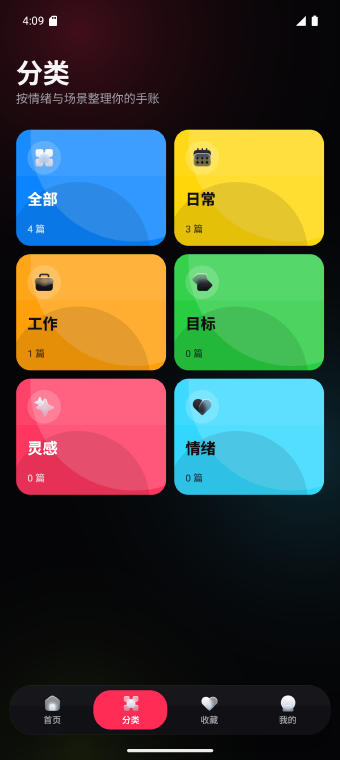 4:09
分类
按情绪与场景整理你的手账
全部
4 篇
日常
3 篇
工作
1 篇
目标
0 篇
灵感
0 篇
情绪
0 篇
首页
分类
收藏
我的